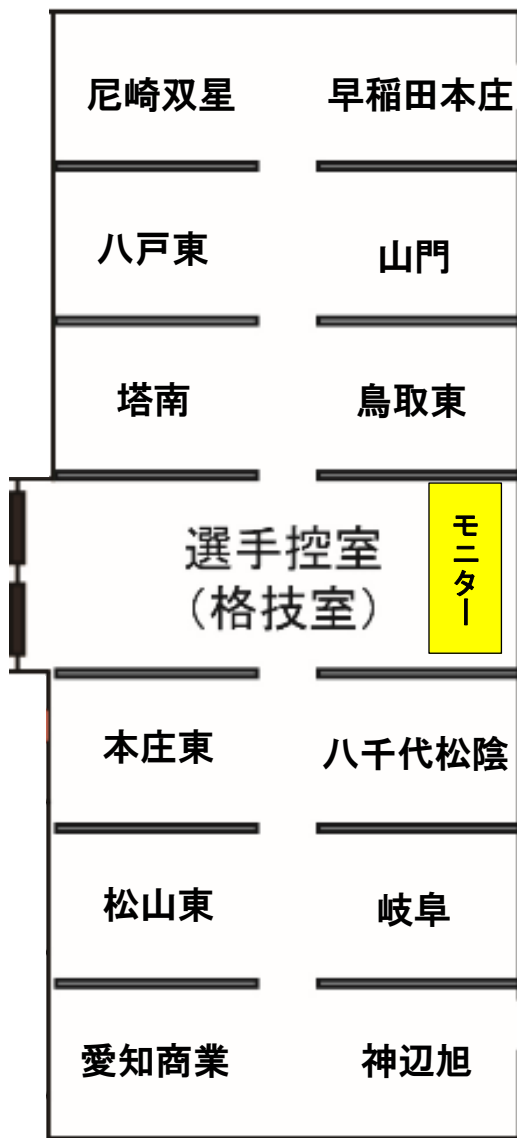 尼崎双星
早稲田本庄
八戸東
山門
塔南
鳥取東
選手控室
(格技室)
モニター
本庄東
八千代松陰
松山東
岐阜
愛知商業
神辺旭